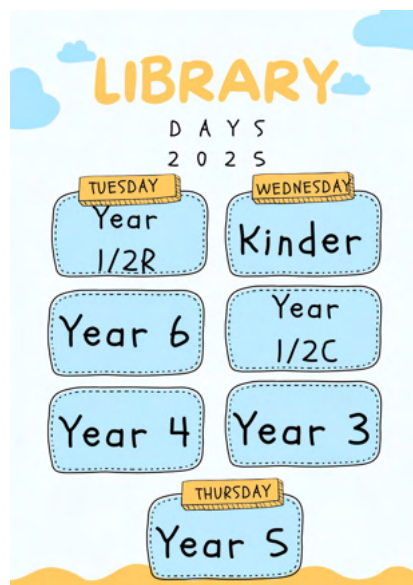 LIBRARY
DAYS
2025
TUESDAY
Year
1/2R
Year 6
Year 4
WEDNESDAY
Kinder
Year
1/2C
Year 3
THURSDAY
Year 5